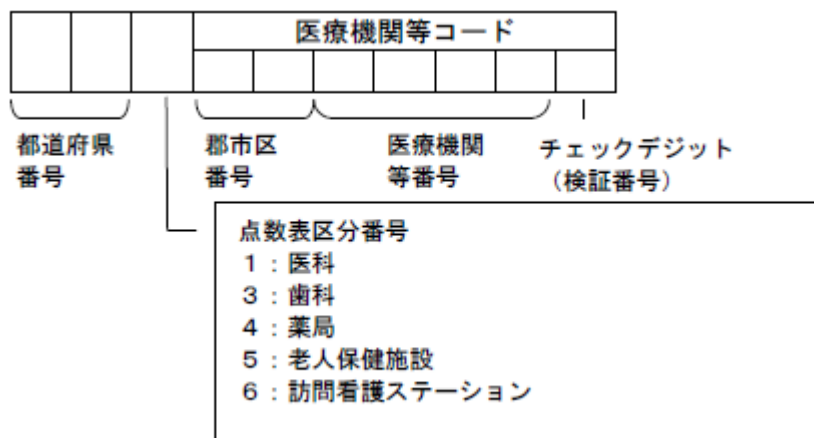 医療機関等コード
都道府県
番号
郡市区
番号
医療機関
等番号
チェックデジット
（検証番号）
点数表区分番号
１：医科
３：歯科
４：薬局
５：老人保健施設
６：訪問看護ステーション